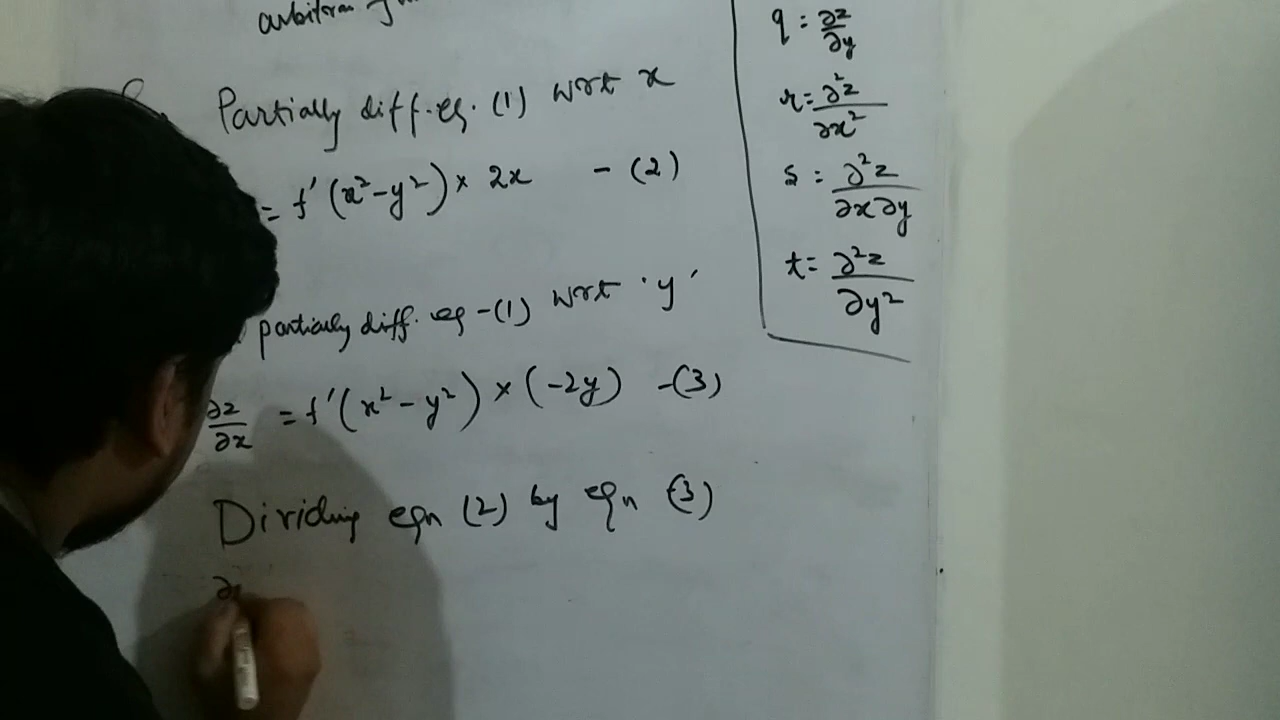 Partially diff. eq. (1) wrt x
= f'(x²-y²) × 2x - (2)
partially diff. eq -(1) wrt 'y'
∂z/∂x = f'(x²-y²) × (-2y) -(3)
Dividing eqn (2) by eqn (3)
q = ∂z/∂y
r = ∂²z/∂x²
s = ∂²z/∂x∂y
t = ∂²z/∂y²